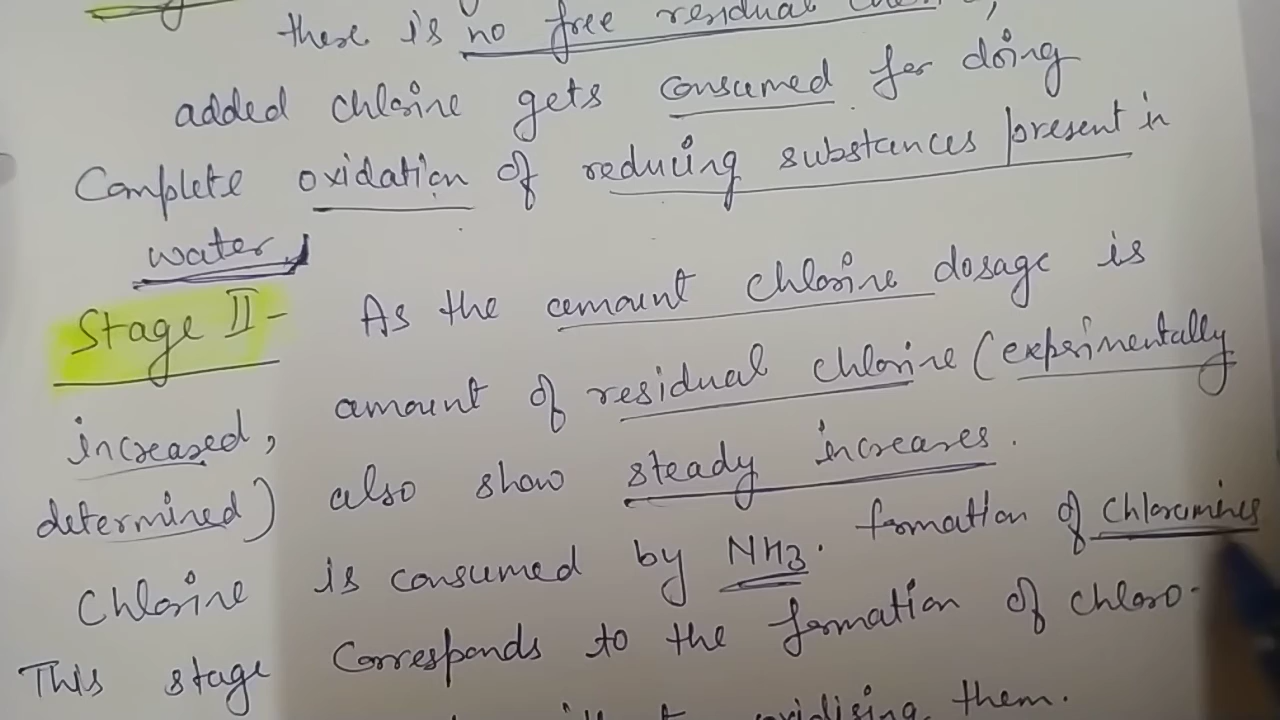 there is no free residual
added chlorine gets consumed for doing
Complete oxidation of reducing substances present in
water.
Stage II- As the amount chlorine dosage is
increased, amount of residual chlorine (exprimentally
determined) also show steady increases.
Chlorine is consumed by NH3. formation of Chloramines
This stage corresponds to the formation of chloro-
oxidising them.